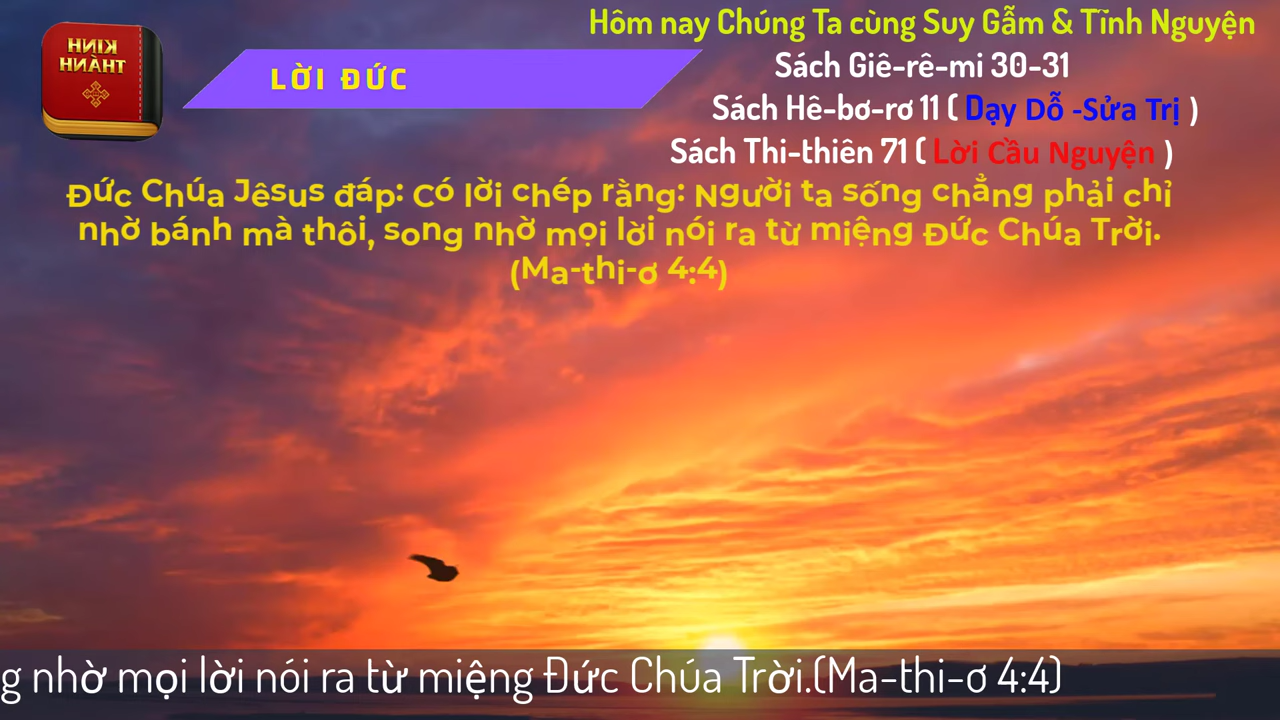 KINH
THÁNH
LỜI ĐỨC
Hôm nay Chúng Ta cùng Suy Gẫm & Tĩnh Nguyện
Sách Giê-rê-mi 30-31
Sách Hê-bơ-rơ 11 ( Dạy Dỗ -Sửa Trị )
Sách Thi-thiên 71 ( Lời Cầu Nguyện )
Đức Chúa Jêsus đáp: Có lời chép rằng: Người ta sống chẳng phải chỉ
nhờ bánh mà thôi, song nhờ mọi lời nói ra từ miệng Đức Chúa Trời.
(Ma-thi-ơ 4:4)
g nhờ mọi lời nói ra từ miệng Đức Chúa Trời.(Ma-thi-ơ 4:4)